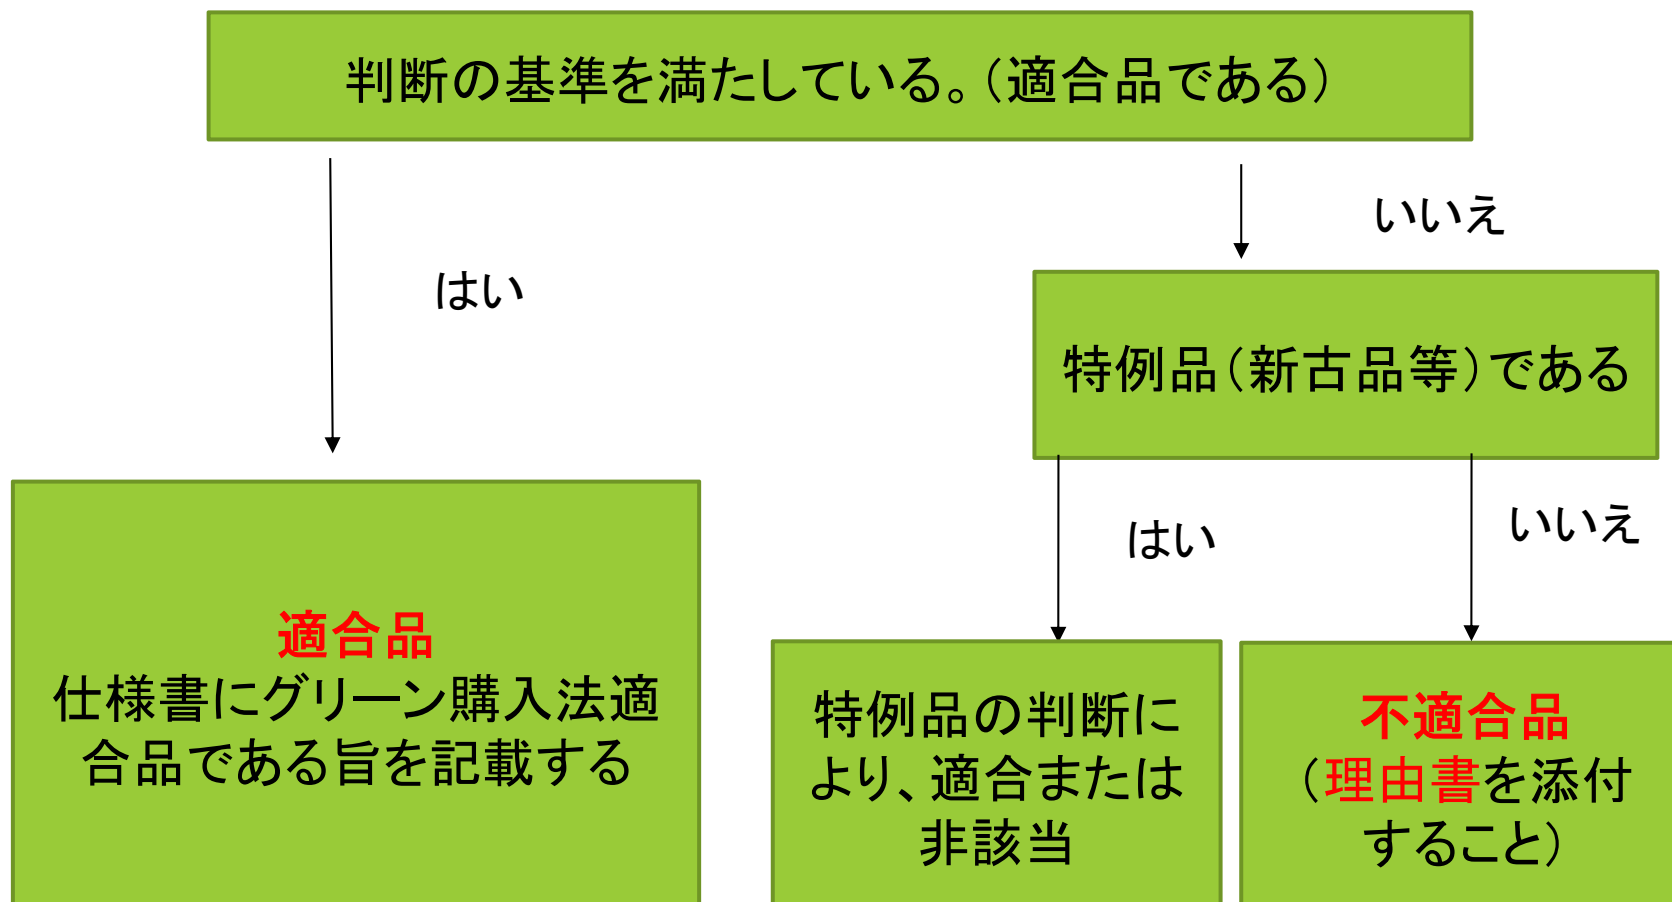 判断の基準を満たしている。（適合品である）
はい
いいえ
特例品（新古品等）である
はい
いいえ
適合品
仕様書にグリーン購入法適
合品である旨を記載する
特例品の判断に
より、適合または
非該当
不適合品
（理由書を添付
すること）